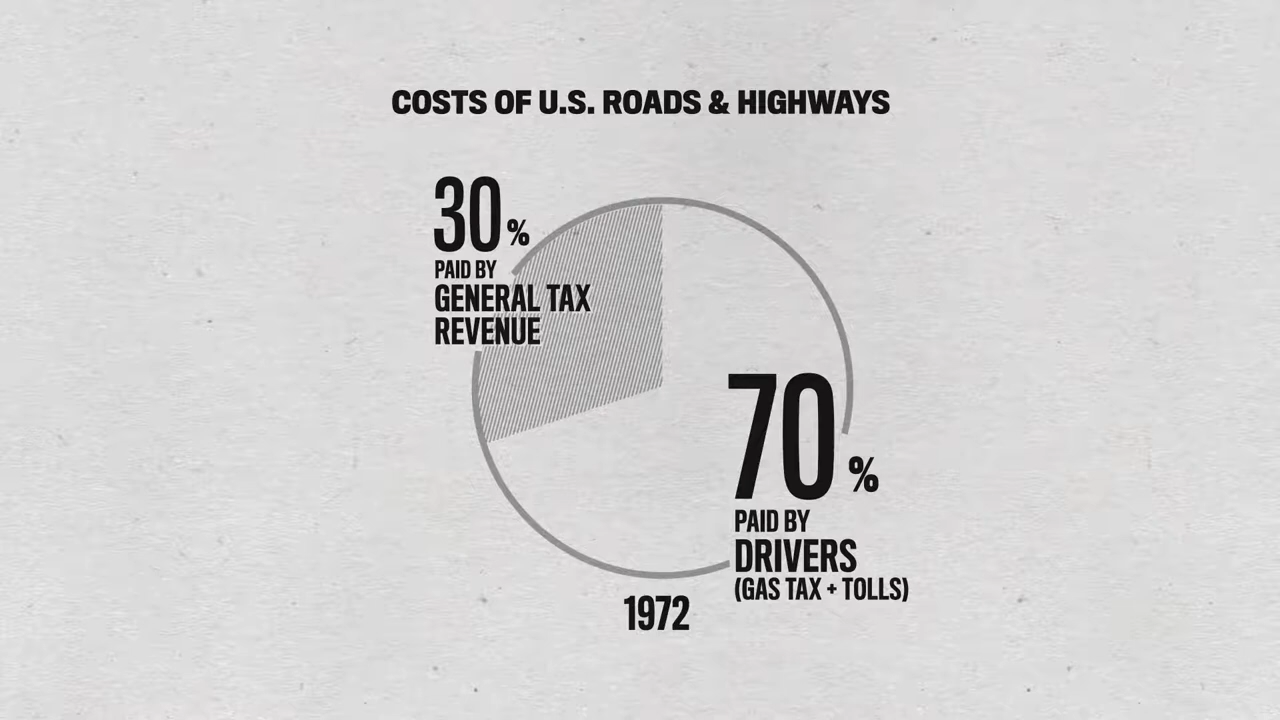 COSTS OF U.S. ROADS & HIGHWAYS
30%
PAID BY
GENERAL TAX
REVENUE
70%
PAID BY
DRIVERS
(GAS TAX + TOLLS)
1972